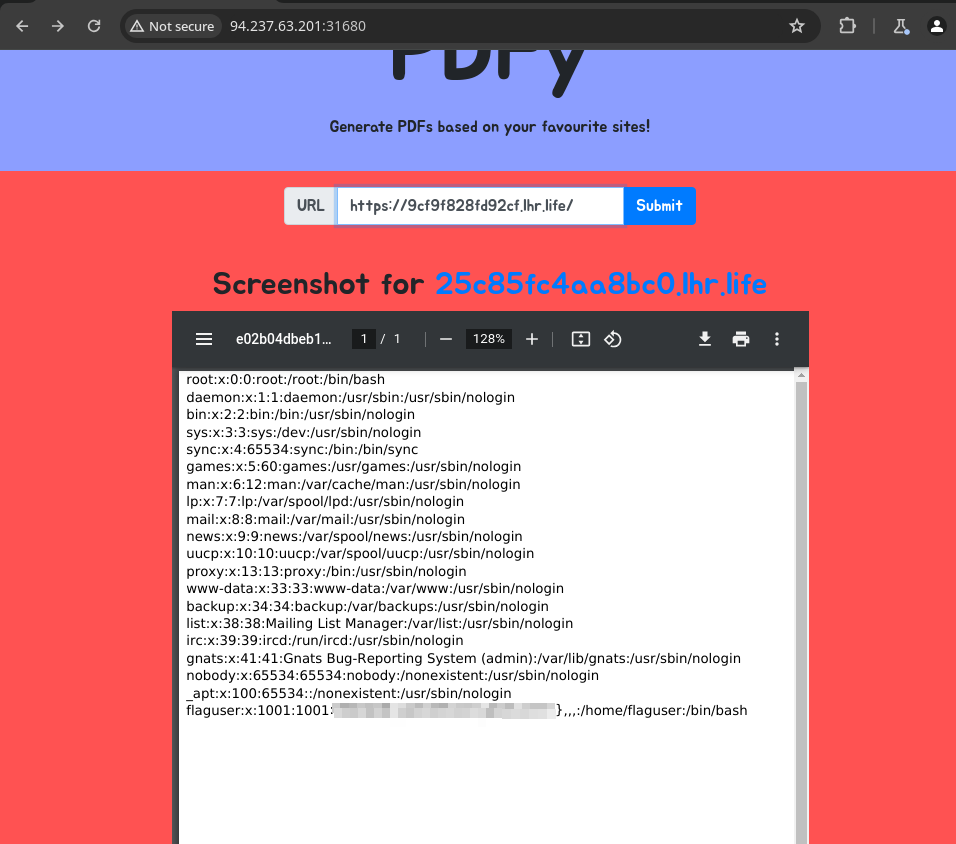 Not secure 94.237.63.201:31680
PDFy
Generate PDFs based on your favourite sites!
URL https://9cf9f828fd92cf.lhr.life/ Submit
Screenshot for 25c85fc4aa8bc0.lhr.life
e02b04dbeb1... 1 / 1 128%
root:x:0:0:root:/root:/bin/bash
daemon:x:1:1:daemon:/usr/sbin:/usr/sbin/nologin
bin:x:2:2:bin:/bin:/usr/sbin/nologin
sys:x:3:3:sys:/dev:/usr/sbin/nologin
sync:x:4:65534:sync:/bin:/bin/sync
games:x:5:60:games:/usr/games:/usr/sbin/nologin
man:x:6:12:man:/var/cache/man:/usr/sbin/nologin
lp:x:7:7:lp:/var/spool/lpd:/usr/sbin/nologin
mail:x:8:8:mail:/var/mail:/usr/sbin/nologin
news:x:9:9:news:/var/spool/news:/usr/sbin/nologin
uucp:x:10:10:uucp:/var/spool/uucp:/usr/sbin/nologin
proxy:x:13:13:proxy:/bin:/usr/sbin/nologin
www-data:x:33:33:www-data:/var/www:/usr/sbin/nologin
backup:x:34:34:backup:/var/backups:/usr/sbin/nologin
list:x:38:38:Mailing List Manager:/var/list:/usr/sbin/nologin
irc:x:39:39:ircd:/run/ircd:/usr/sbin/nologin
gnats:x:41:41:Gnats Bug-Reporting System (admin):/var/lib/gnats:/usr/sbin/nologin
nobody:x:65534:65534:nobody:/nonexistent:/usr/sbin/nologin
_apt:x:100:65534::/nonexistent:/usr/sbin/nologin
flaguser:x:1001:1001: },,,:/home/flaguser:/bin/bash